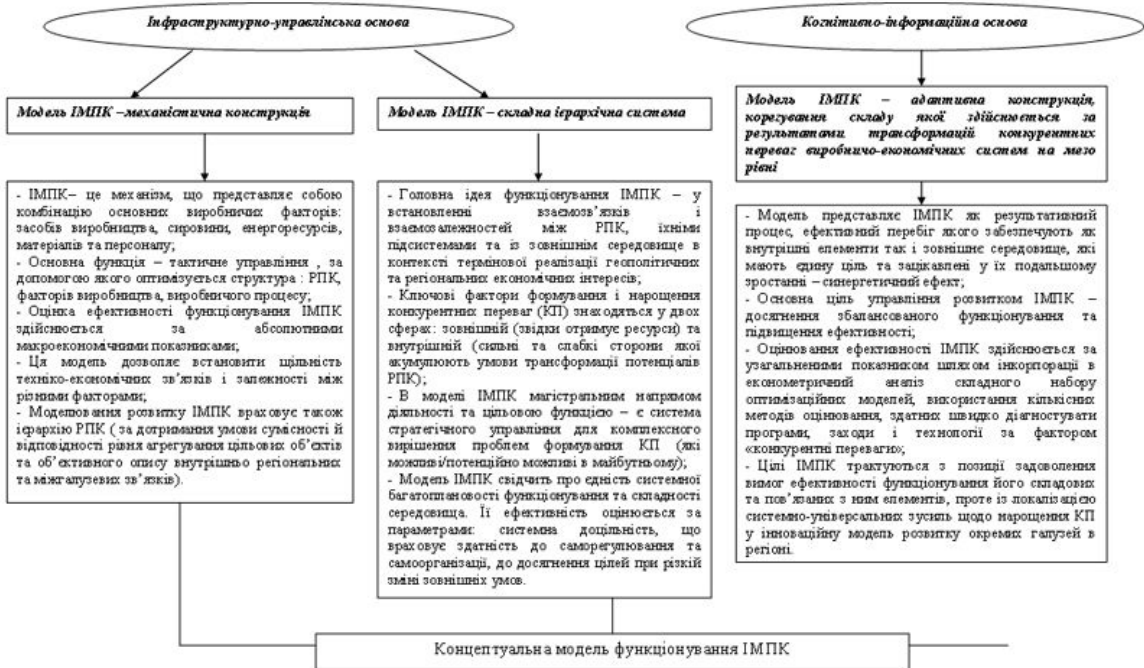 Інфраструктурно-управлінська основа
Когнитивно-інформаційна основа
Модель ІМПК –механістична конструкція
Модель ІМПК – складна ієрархічна система
Модель ІМПК – адаптивна конструкція,
корегування складу якої здійснюється за
результатами трансформацій конкурентних
переваг виробничо-економічних систем на мезо
рівні
- ІМПК– це механізм, що представляє собою
комбінацію основних виробничих факторів:
засобів виробництва, сировини, енергоресурсів,
матеріалів та персоналу;
- Основна функція – тактичне управління , за
допомогою якого оптимізується структура : РПК,
факторів виробництва, виробничого процесу;
- Оцінка ефективності функціонування ІМПК
здійснюється за абсолютними
макроекономічними показниками;
- Ця модель дозволяє встановити щільність
техніко-економічних зв’язків і залежності між
різними факторами;
- Моделювання розвитку ІМПК враховує також
ієрархію РПК ( за дотримання умови сумісності й
відповідності рівня агрегування цільових об’єктів
та об’єктивного опису внутрішньо регіональних
та міжгалузевих зв’язків).
- Головна ідея функціонування ІМПК – у
встановленні взаємозв’язків і
взаємозалежностей між РПК, їхніми
підсистемами та із зовнішнім середовище в
контексті термінової реалізації геополітичних
та регіональних економічних інтересів;
- Ключові фактори формування і нарощення
конкурентних переваг (КП) знаходяться у двох
сферах: зовнішній (звідки отримує ресурси) та
внутрішній (сильні та слабкі сторони якої
акумулюють умови трансформації потенціалів
РПК);
- В моделі ІМПК магістральним напрямом
діяльності та цільовою функцією – є система
стратегічного управління для комплексного
вирішення проблем формування КП (які
можливі/потенційно можливі в майбутньому);
- Модель ІМПК свідчить про єдність системної
багатоплановості функціонування та складності
середовища. Її ефективність оцінюється за
параметрами: системна доцільність, що
враховує здатність до саморегулювання та
самоорганізації, до досягнення цілей при різкій
зміні зовнішніх умов.
- Модель представляє ІМПК як результативний
процес, ефективний перебіг якого забезпечують як
внутрішні елементи так і зовнішнє середовище, які
мають єдину ціль та зацікавлені у їх подальшому
зростанні – синергетичний ефект;
- Основна ціль управління розвитком ІМПК –
досягнення збалансованого функціонування та
підвищення ефективності;
- Оцінювання ефективності ІМПК здійснюється за
узагальненими показником шляхом інкорпорації в
економетричний аналіз складного набору
оптимізаційних моделей, використання кількісних
методів оцінювання, здатних швидко діагностувати
програми, заходи і технології за фактором
«конкурентні переваги»;
- Цілі ІМПК трактуються з позиції задоволення
вимог ефективності функціонування його складових
та пов’язаних з ним елементів, проте із локалізацією
системно-універсальних зусиль щодо нарощення КП
у інноваційну модель розвитку окремих галузей в
регіоні.
Концептуальна модель функціонування ІМПК